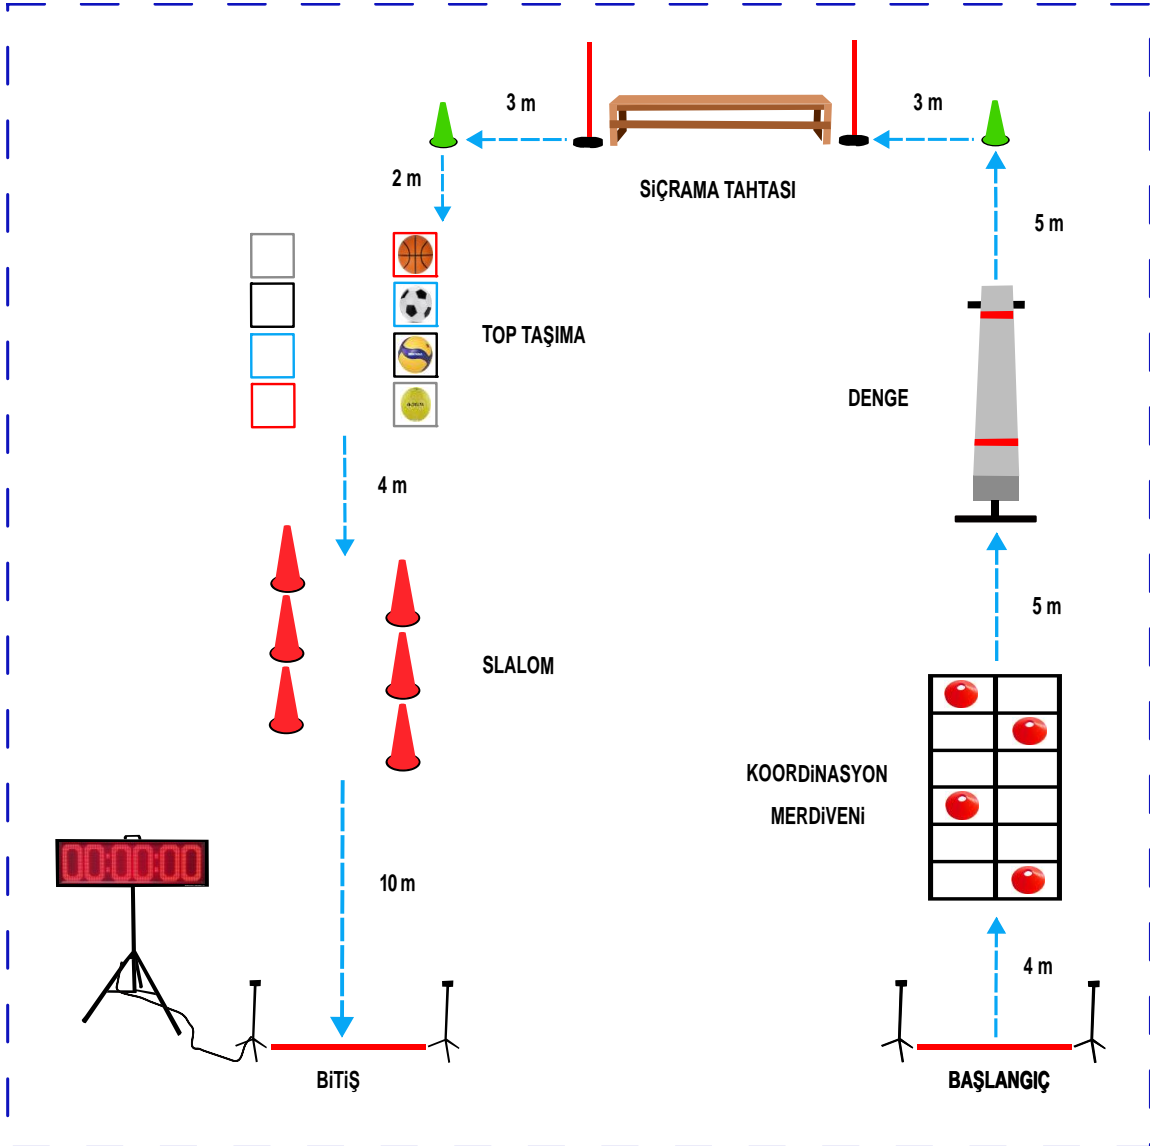 3 m
3 m
SiÇRAMA TAHTASI
2 m
5 m
TOP TAŞIMA
DENGE
4 m
5 m
SLALOM
KOORDiNASYON
MERDiVENi
00:00:00
10 m
4 m
BiTiŞ
BAŞLANGIÇ